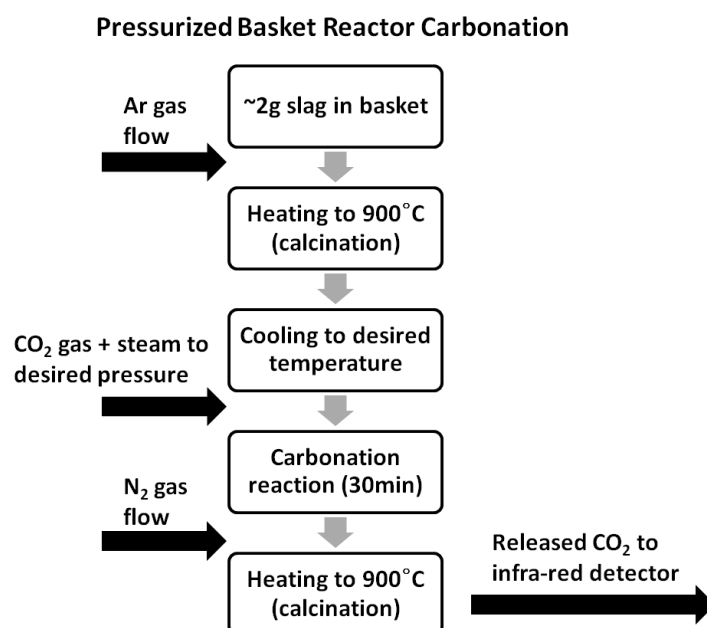 Pressurized Basket Reactor Carbonation
~2g slag in basket
Ar gas
flow
Heating to 900°C
(calcination)
Cooling to desired
temperature
CO₂ gas + steam to
desired pressure
Carbonation
reaction (30min)
N₂ gas
flow
Heating to 900°C
(calcination)
Released CO₂ to
infra-red detector